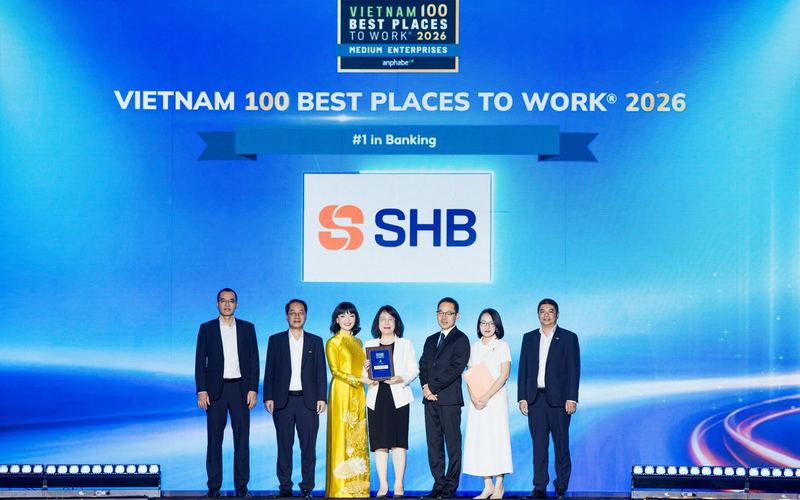 VIETNAM 100
BEST PLACES
TO WORK® 2026
MEDIUM ENTERPRISES
anphabe
VIETNAM 100 BEST PLACES TO WORK® 2026
#1 in Banking
SHB